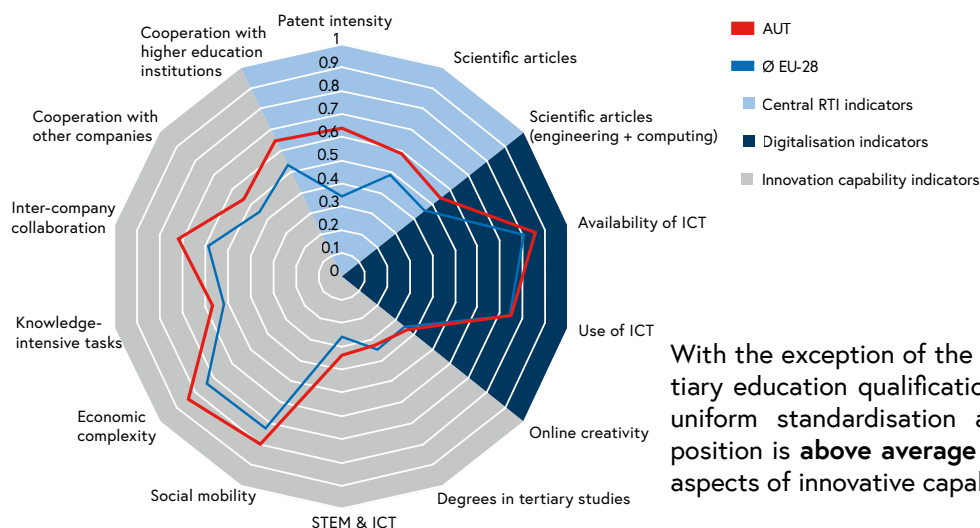 Patent intensity
Cooperation with
higher education
institutions
Scientific articles
Cooperation with
other companies
Scientific articles
(engineering + computing)
Inter-company
collaboration
Availability of ICT
Knowledge-
intensive tasks
Use of ICT
Economic
complexity
Online creativity
Social mobility
Degrees in tertiary studies
STEM & ICT
1
0.9
0.8
0.7
0.6
0.5
0.4
0.3
0.2
0.1
0
AUT
Ø EU-28
Central RTI indicators
Digitalisation indicators
Innovation capability indicators
With the exception of the
tiary education qualificatio
uniform standardisation a
position is above average
aspects of innovative capal